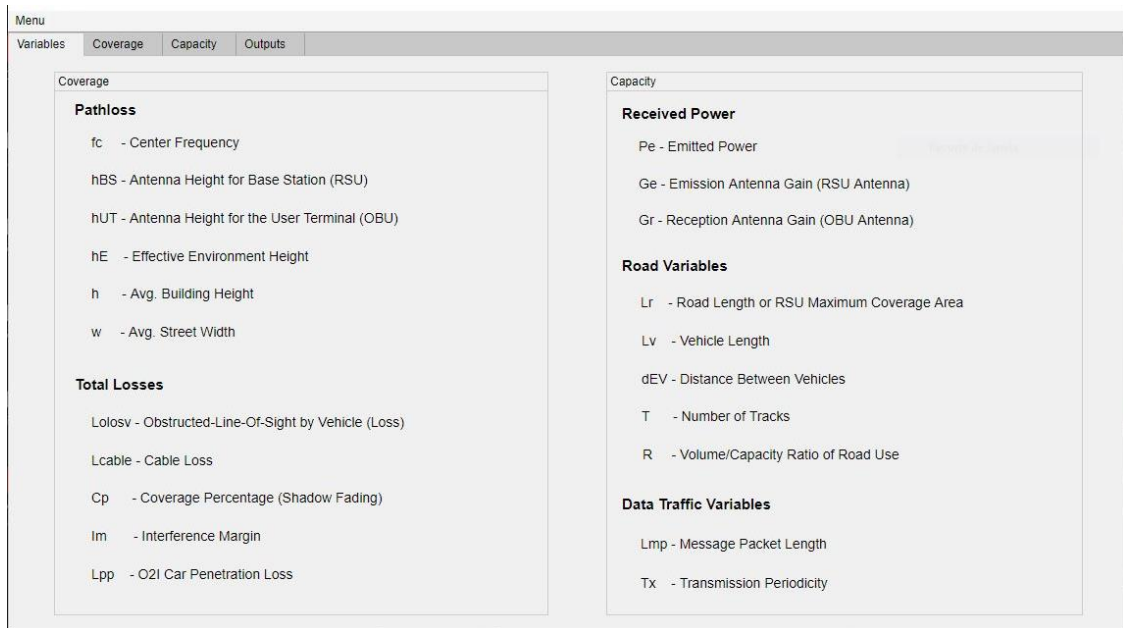 Menu
Variables Coverage Capacity Outputs
Coverage
Pathloss
fc - Center Frequency
hBS - Antenna Height for Base Station (RSU)
hUT - Antenna Height for the User Terminal (OBU)
hE - Effective Environment Height
h - Avg. Building Height
w - Avg. Street Width
Total Losses
Lolosv - Obstructed-Line-Of-Sight by Vehicle (Loss)
Lcable - Cable Loss
Cp - Coverage Percentage (Shadow Fading)
Im - Interference Margin
Lpp - O2I Car Penetration Loss
Capacity
Received Power
Pe - Emitted Power
Ge - Emission Antenna Gain (RSU Antenna)
Gr - Reception Antenna Gain (OBU Antenna)
Road Variables
Lr - Road Length or RSU Maximum Coverage Area
Lv - Vehicle Length
dEV - Distance Between Vehicles
T - Number of Tracks
R - Volume/Capacity Ratio of Road Use
Data Traffic Variables
Lmp - Message Packet Length
Tx - Transmission Periodicity